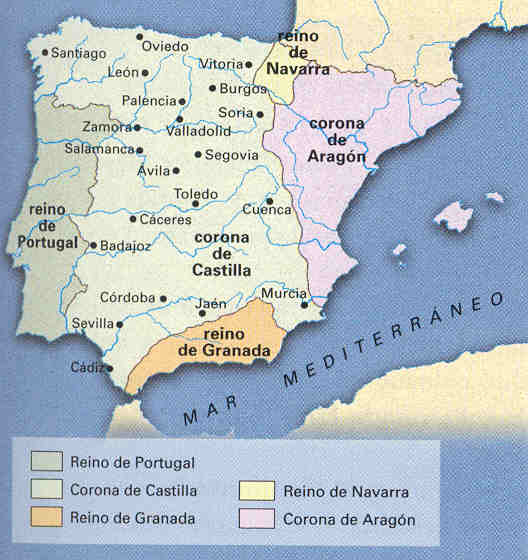 reino
de
Navarra
Santiago
Oviedo
León
Vitoria
Burgos
Palencia
Soria
Zamora
Valladolid
corona
de
Aragón
Salamanca
Segovia
Ávila
Toledo
reino
de
Portugal
Cáceres
Cuenca
Badajoz
corona
de
Castilla
Córdoba
Jaén
Murcia
Sevilla
reino
de Granada
Cádiz
MAR MEDITERRÁNEO
Reino de Portugal
Corona de Castilla
Reino de Granada
Reino de Navarra
Corona de Aragón